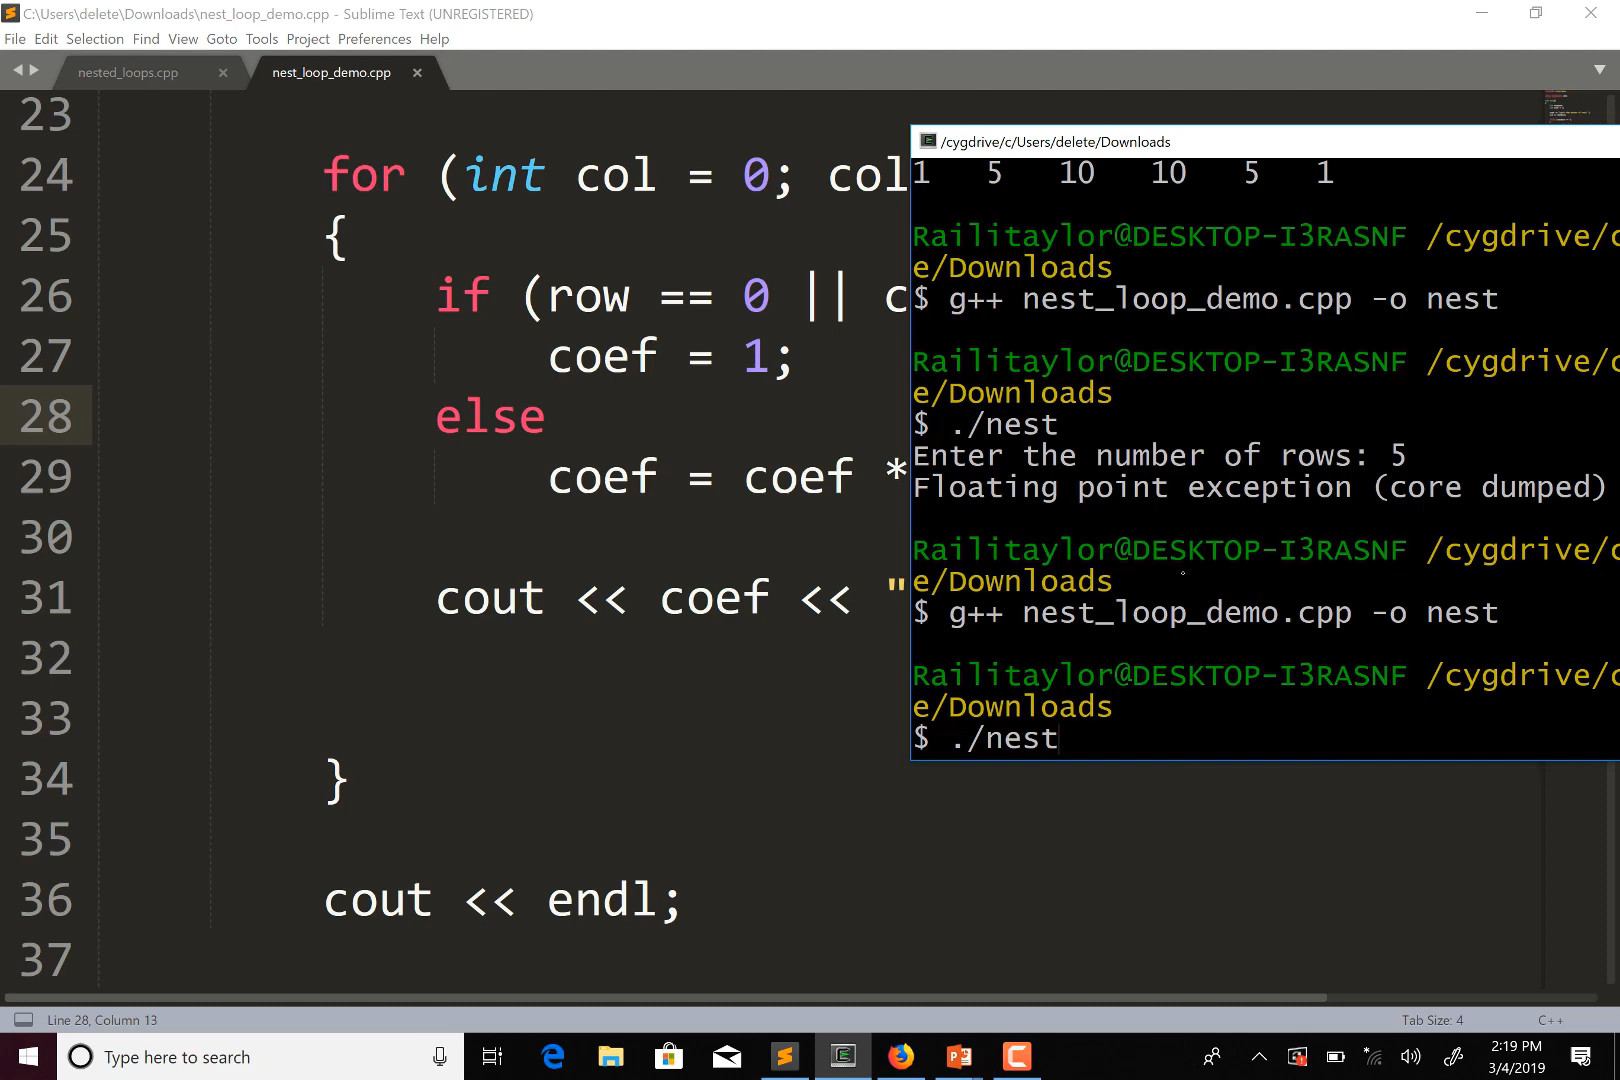 C:\Users\delete\Downloads\nest_loop_demo.cpp - Sublime Text (UNREGISTERED)
File Edit Selection Find View Goto Tools Project Preferences Help
nested_loops.cpp
nest_loop_demo.cpp
23
24 for (int col = 0; col
25 {
26 if (row == 0 || c
27 coef = 1;
28 else
29 coef = coef *
30
31 cout << coef << "
32
33
34 }
35
36 cout << endl;
37
/cygdrive/c/Users/delete/Downloads
1 5 10 10 5 1
Railitaylor@DESKTOP-I3RASNF /cygdrive/c
e/Downloads
$ g++ nest_loop_demo.cpp -o nest
Railitaylor@DESKTOP-I3RASNF /cygdrive/c
e/Downloads
$ ./nest
Enter the number of rows: 5
Floating point exception (core dumped)
Railitaylor@DESKTOP-I3RASNF /cygdrive/c
e/Downloads
$ g++ nest_loop_demo.cpp -o nest
Railitaylor@DESKTOP-I3RASNF /cygdrive/c
e/Downloads
$ ./nest
Line 28, Column 13
Tab Size: 4
C++
Type here to search
2:19 PM
3/4/2019